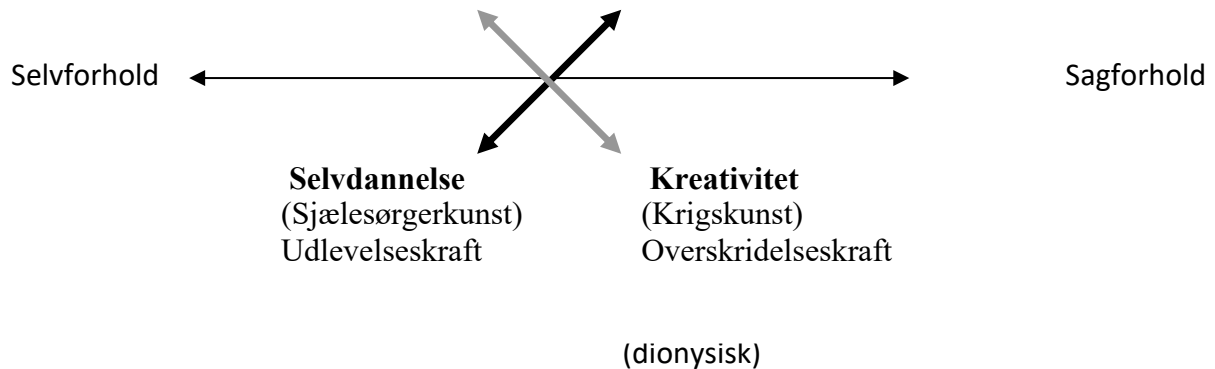 Selvforhold
Sagforhold
Selvdannelse
(Sjælesørgerkunst)
Udlevelseskraft
Kreativitet
(Krigskunst)
Overskridelseskraft
(dionysisk)